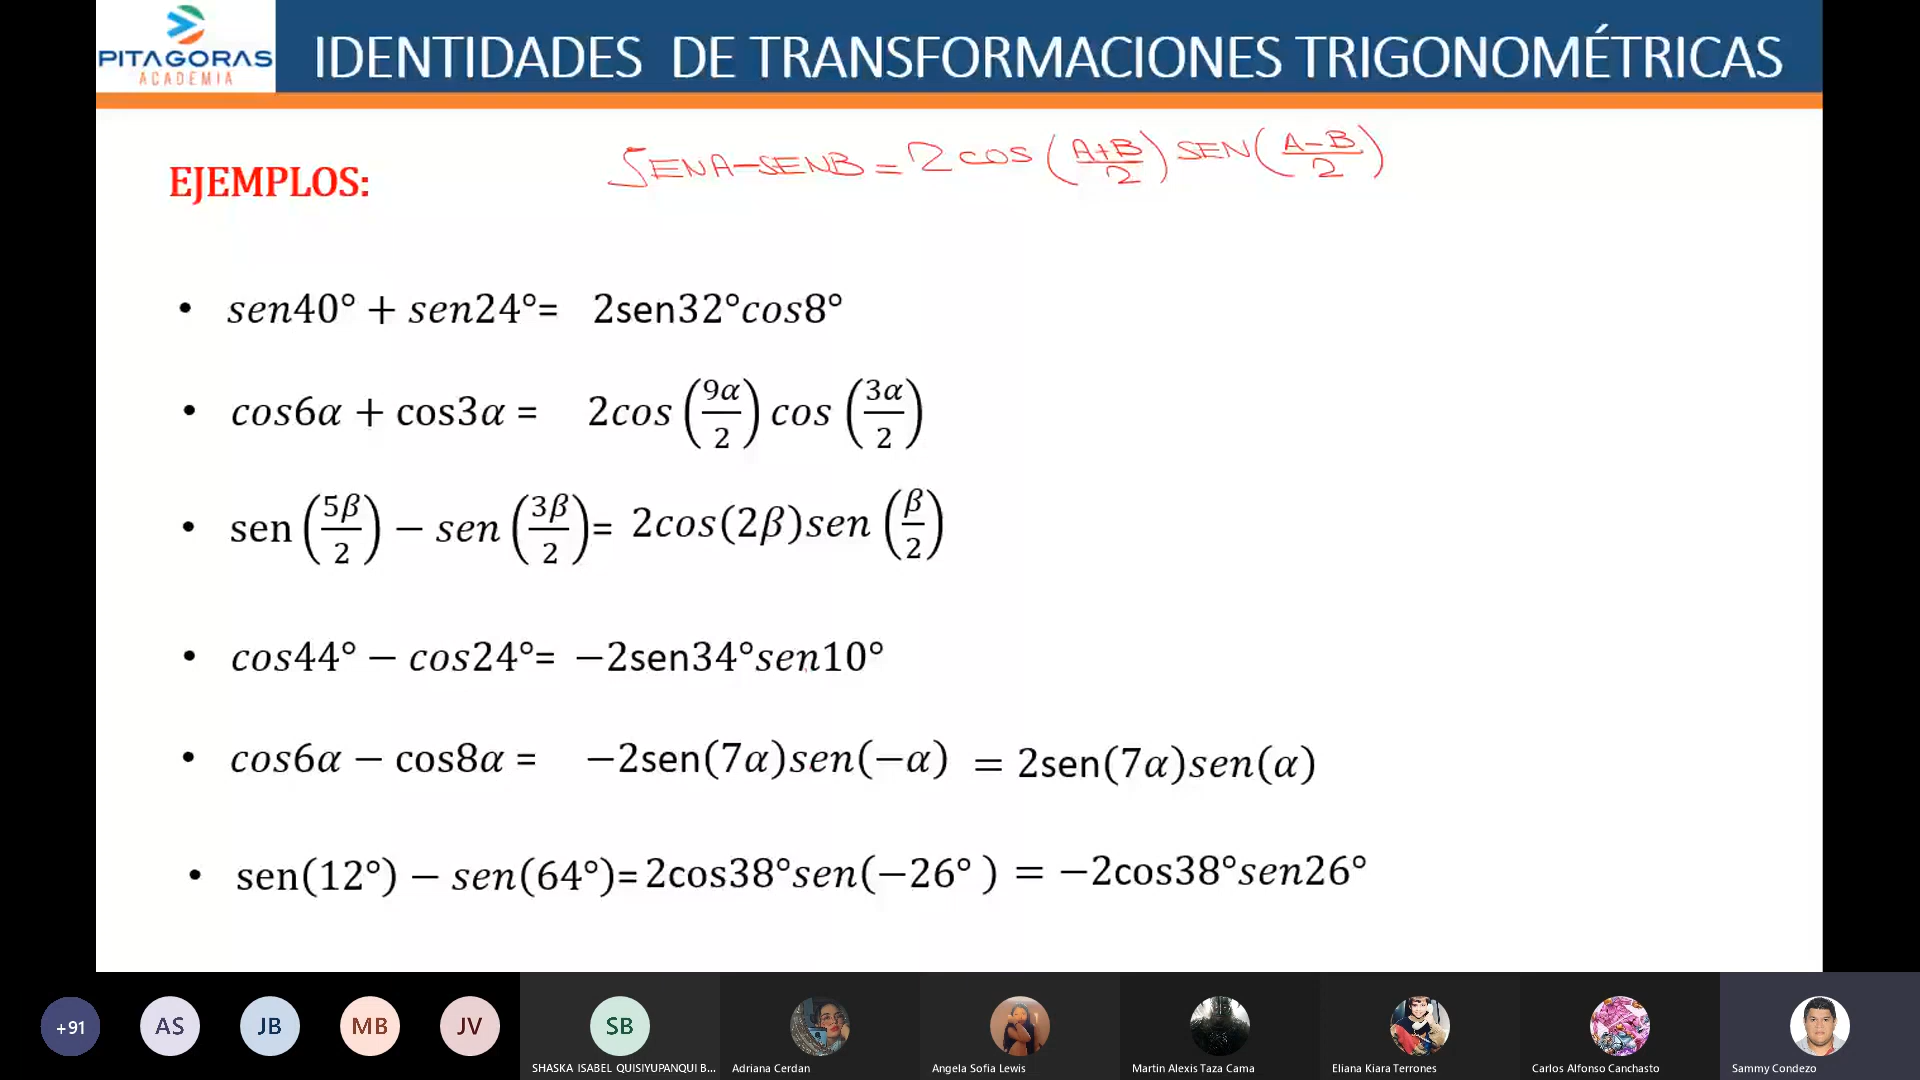 PITAGORAS
ACADEMIA
IDENTIDADES DE TRANSFORMACIONES TRIGONOMÉTRICAS
EJEMPLOS:
SENA-SENB = 2 COS (A+B/2) SEN (A-B/2)
• sen40° + sen24°= 2sen32°cos8°
• cos6α + cos3α = 2cos (9α/2) cos (3α/2)
• sen (5β/2) − sen (3β/2)= 2cos(2β)sen (β/2)
• cos44° − cos24°= −2sen34°sen10°
• cos6α − cos8α = −2sen(7α)sen(−α) = 2sen(7α)sen(α)
• sen(12°) − sen(64°)= 2cos38°sen(−26° ) = −2cos38°sen26°
+91 AS JB MB JV SB
SHASKA ISABEL QUISIYUPANQUI B... Adriana Cerdan Angela Sofia Lewis Martin Alexis Taza Cama Eliana Kiara Terrones Carlos Alfonso Canchasto Sammy Condezo